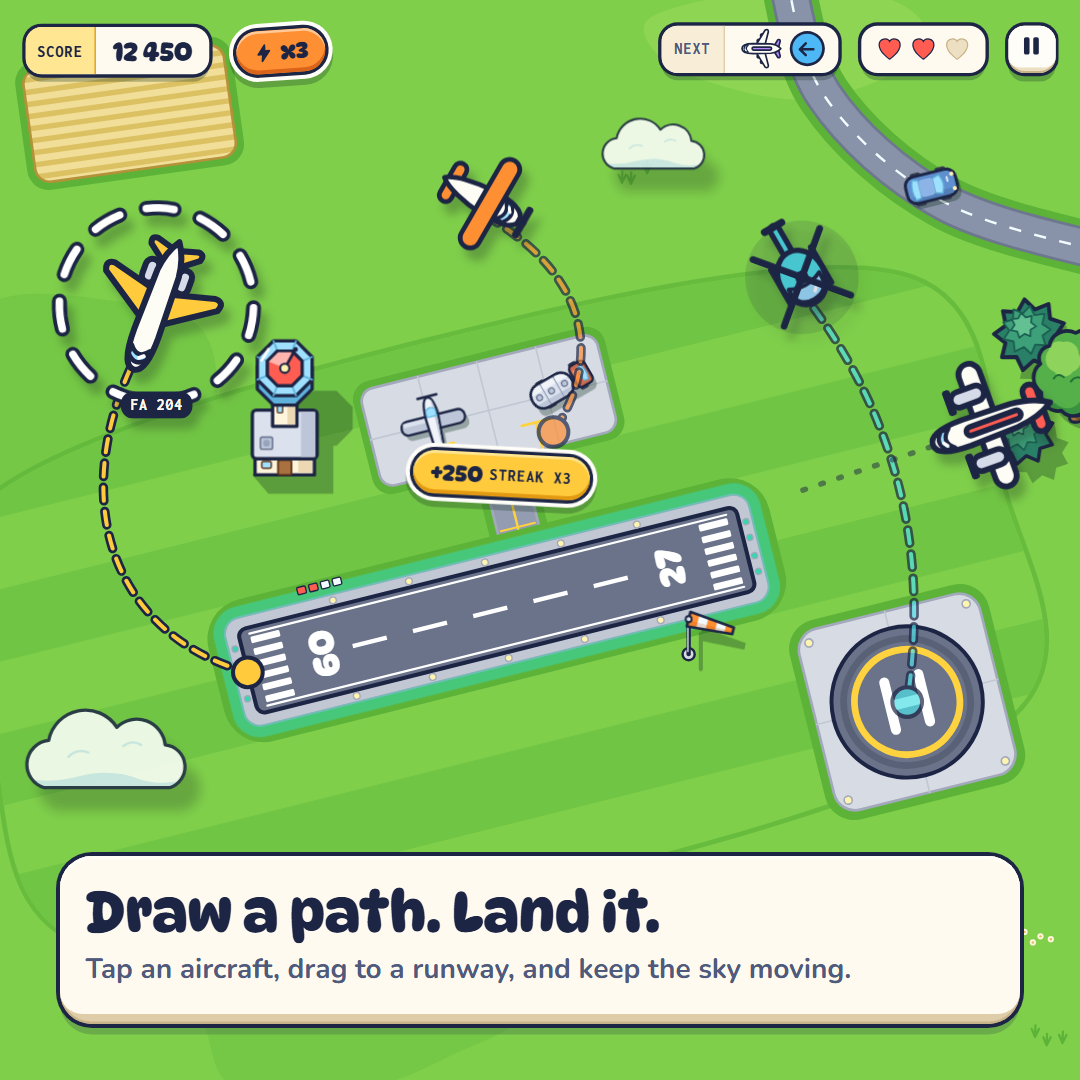 SCORE 12 450
x3
NEXT
FA 204
+250 STREAK X3
27
09
H
Draw a path. Land it.
Tap an aircraft, drag to a runway, and keep the sky moving.